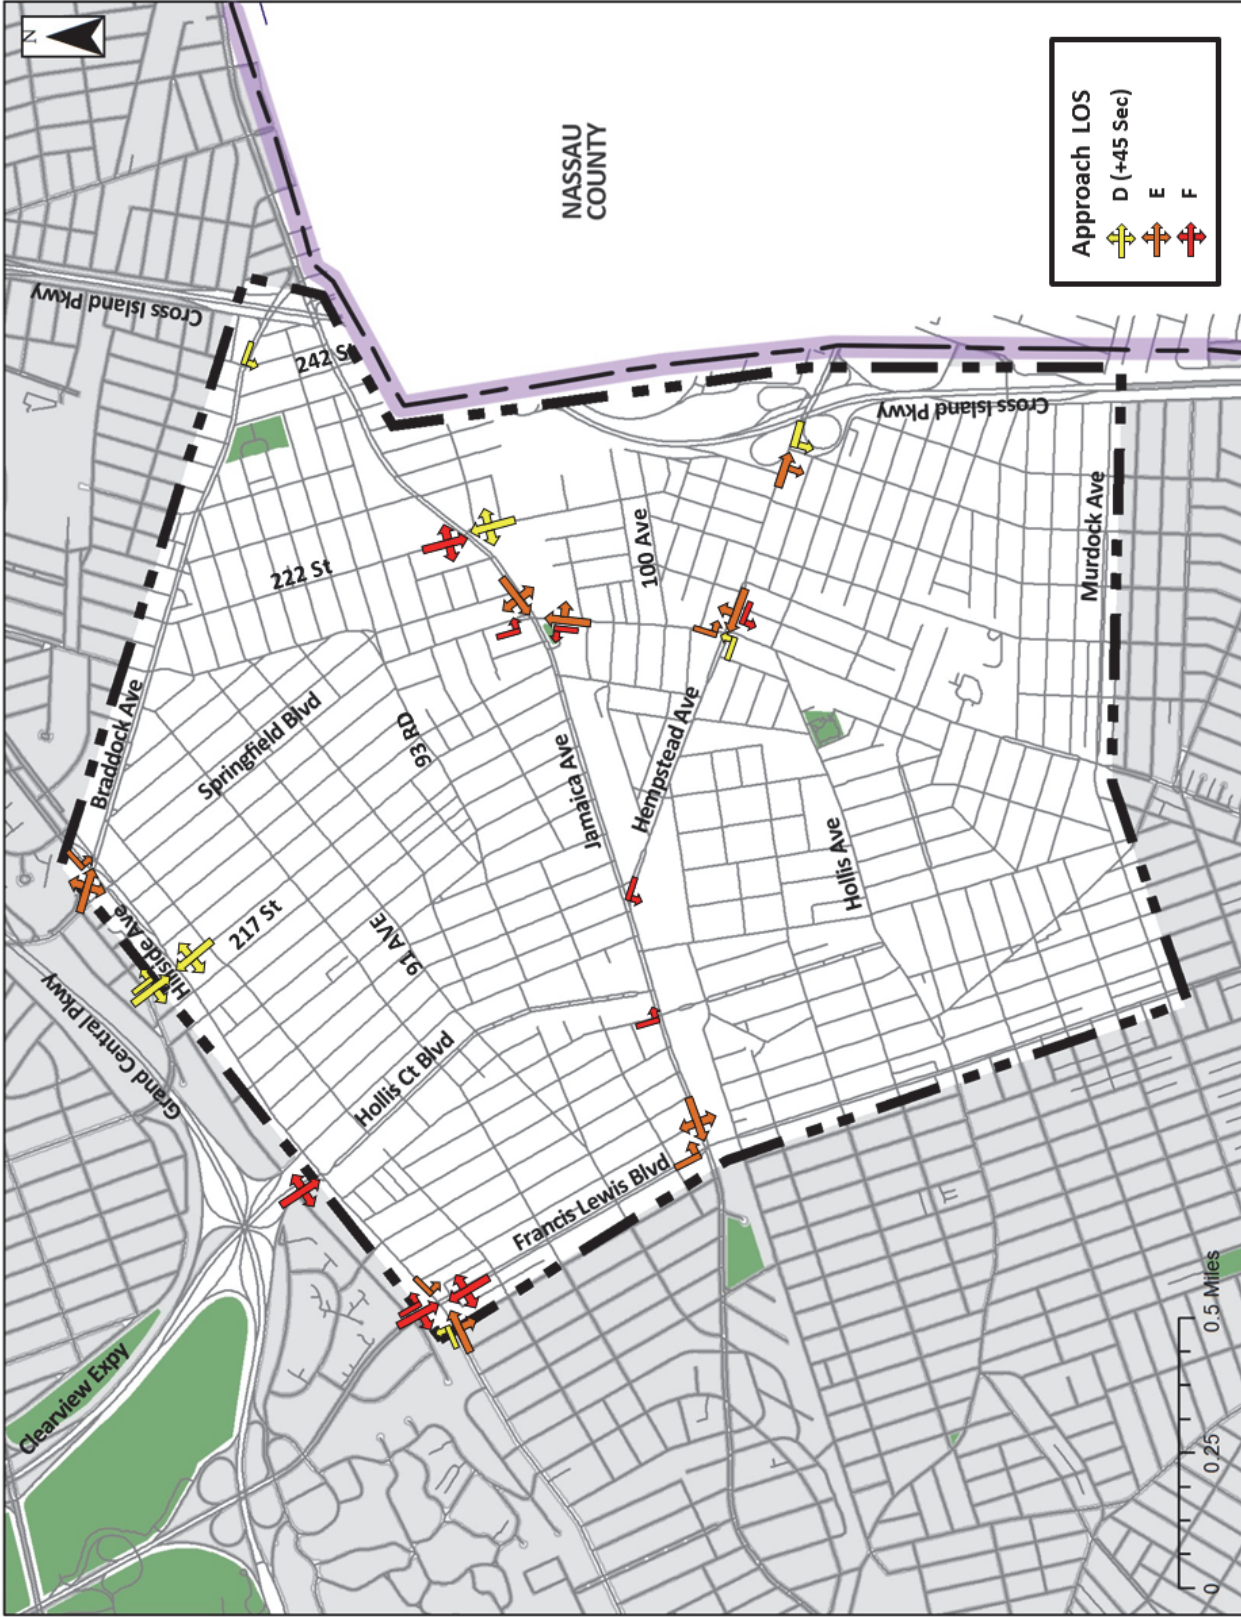 N
NASSAU
COUNTY
Approach LOS
D (+45 Sec)
E
F
Cross Island Pkwy
242 St
Cross Island Pkwy
222 St
100 Ave
Murdock Ave
Braddock Ave
Springfield Blvd
93 RD
Jamaica Ave
Hempstead Ave
Hollis Ave
Hillside Ave
217 St
91 AVE
Grand Central Pkwy
Hollis Ct Blvd
Francis Lewis Blvd
Clearview Expy
0
0.25
0.5 Miles